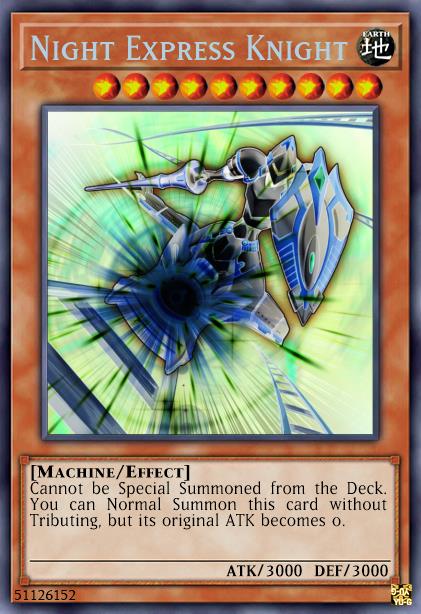 Night Express Knight
EARTH
地
[Machine/Effect]
Cannot be Special Summoned from the Deck.
You can Normal Summon this card without
Tributing, but its original ATK becomes 0.
ATK/3000 DEF/3000
51126152